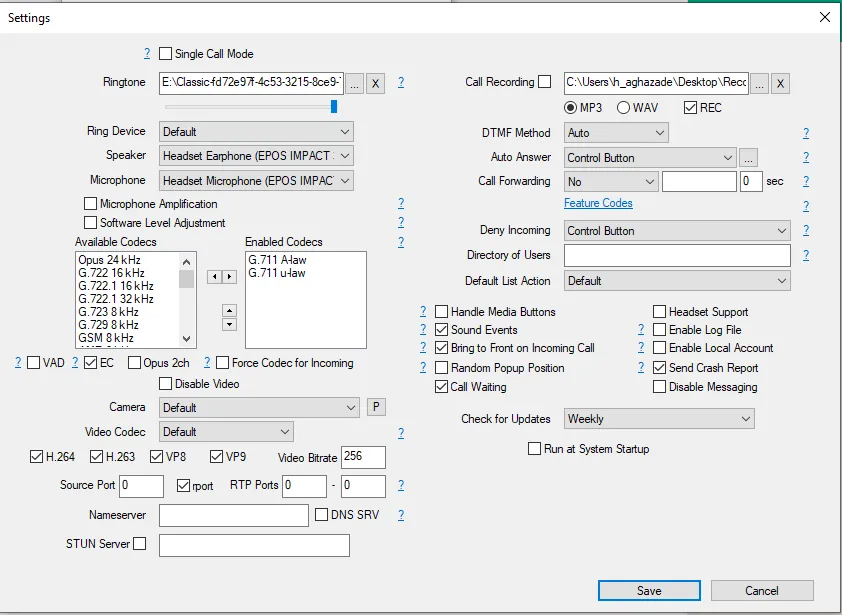 Settings
? Single Call Mode
Ringtone E:\Classic-fd72e97f-4c53-3215-8ce9- ... X ?
Ring Device Default
Speaker Headset Earphone (EPOS IMPACT
Microphone Headset Microphone (EPOS IMPAC
Microphone Amplification ?
Software Level Adjustment ?
Available Codecs Enabled Codecs ?
Opus 24 kHz
G.722 16 kHz
G.722.1 16 kHz
G.722.1 32 kHz
G.723 8 kHz
G.729 8 kHz
GSM 8 kHz
G.711 A-law
G.711 u-law
? VAD ? EC Opus 2ch ? Force Codec for Incoming
Disable Video
Camera Default P
Video Codec Default ?
H.264 H.263 VP8 VP9 Video Bitrate 256
Source Port 0 rport RTP Ports 0 - 0 ?
Nameserver DNS SRV ?
STUN Server
Call Recording C:\Users\h_aghazade\Desktop\Reco ... X
MP3 WAV REC
DTMF Method Auto ?
Auto Answer Control Button ... ?
Call Forwarding No 0 sec ?
Feature Codes ?
Deny Incoming Control Button ?
Directory of Users ?
Default List Action Default
? Handle Media Buttons Headset Support
? Sound Events ? Enable Log File
? Bring to Front on Incoming Call ? Enable Local Account
? Random Popup Position ? Send Crash Report
Call Waiting Disable Messaging
Check for Updates Weekly
Run at System Startup
Save Cancel